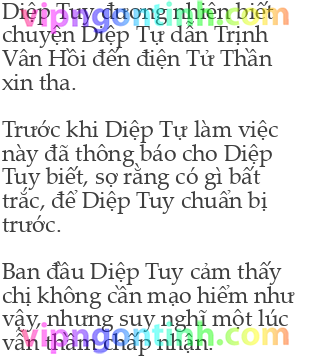 Diệp Tuy đương nhiên biết
chuyện Diệp Tự dẫn Trịnh
Vân Hồi đến điện Tử Thần
xin tha.
Trước khi Diệp Tự làm việc
này đã thông báo cho Diệp
Tuy biết, sợ rằng có gì bất
trắc, để Diệp Tuy chuẩn bị
trước.
Ban đầu Diệp Tuy cảm thấy
chị không cần mạo hiểm như
vậy, nhưng suy nghĩ một lúc
vẫn thầm chấp nhận.
vipngontinh.com
vipngontinh.com